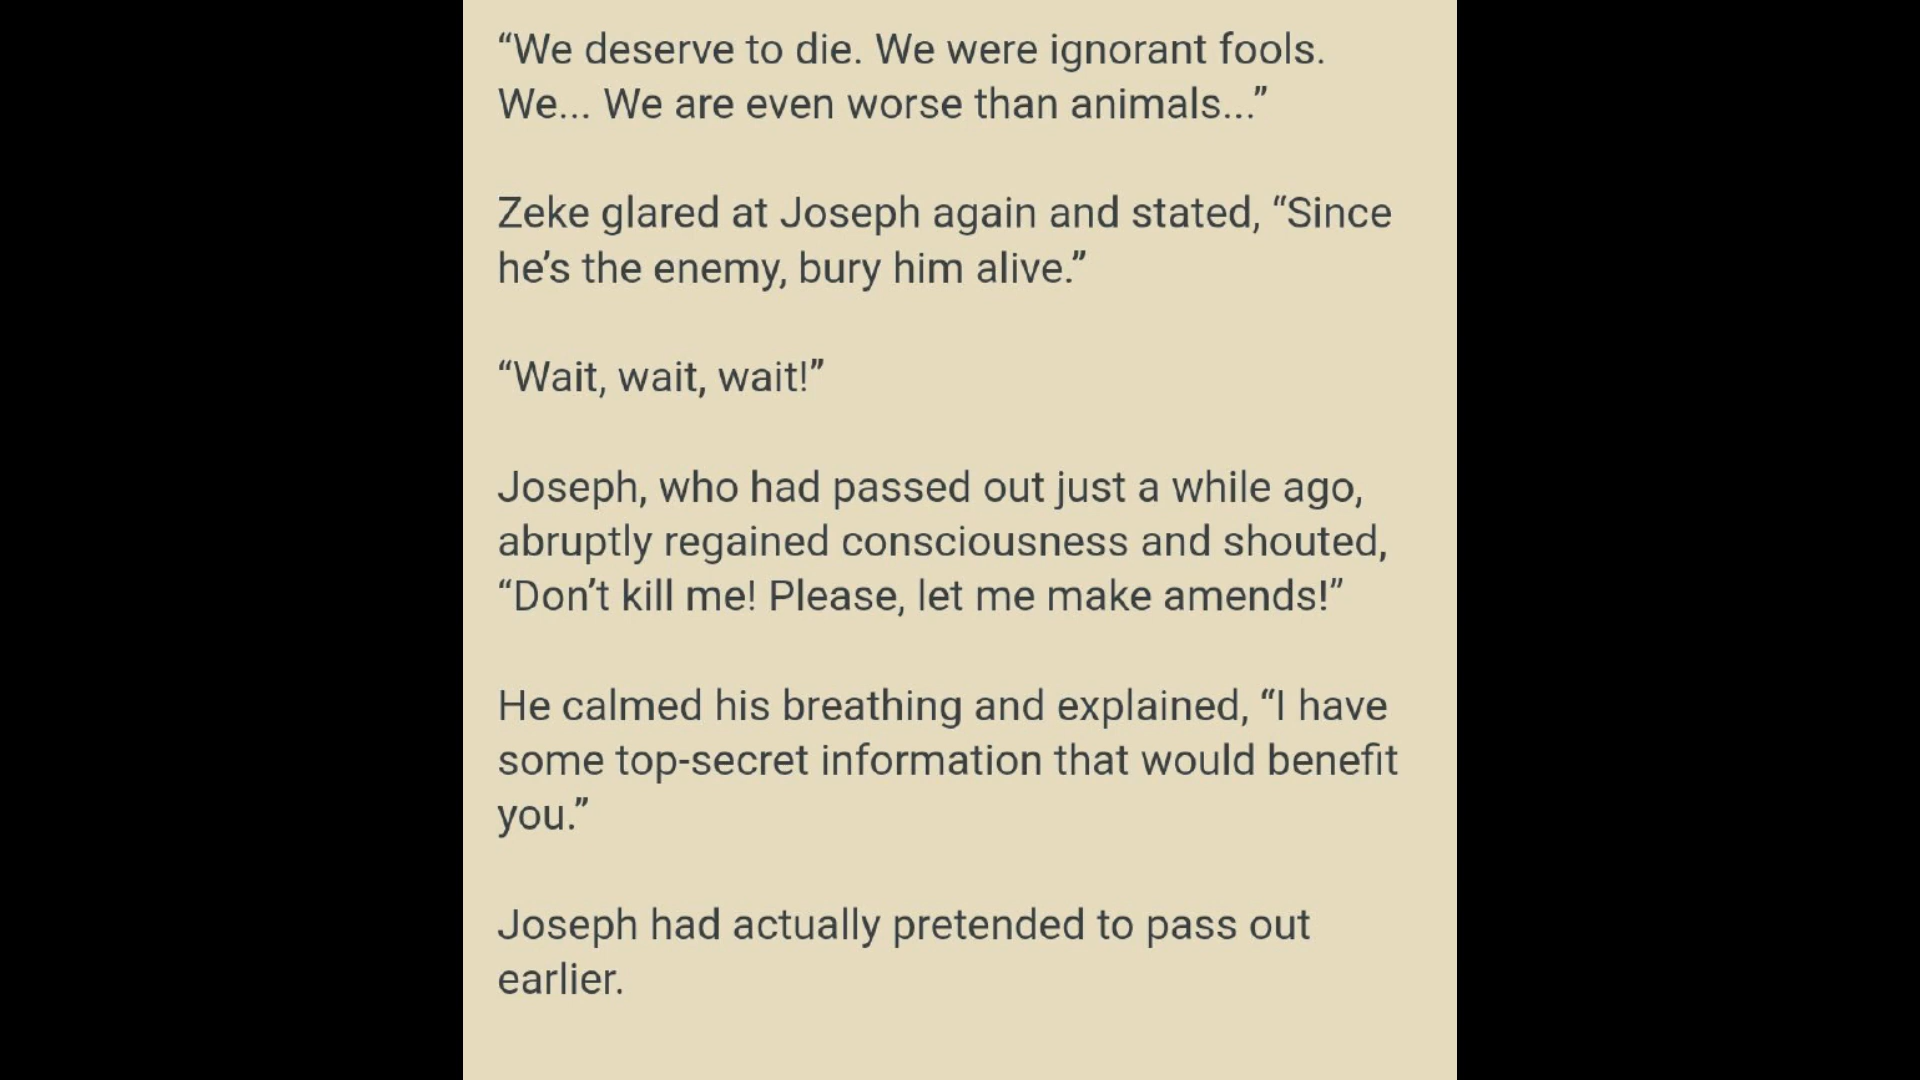 “We deserve to die. We were ignorant fools.
We... We are even worse than animals...”
Zeke glared at Joseph again and stated, “Since
he’s the enemy, bury him alive.”
“Wait, wait, wait!”
Joseph, who had passed out just a while ago,
abruptly regained consciousness and shouted,
“Don’t kill me! Please, let me make amends!”
He calmed his breathing and explained, “I have
some top-secret information that would benefit
you.”
Joseph had actually pretended to pass out
earlier.